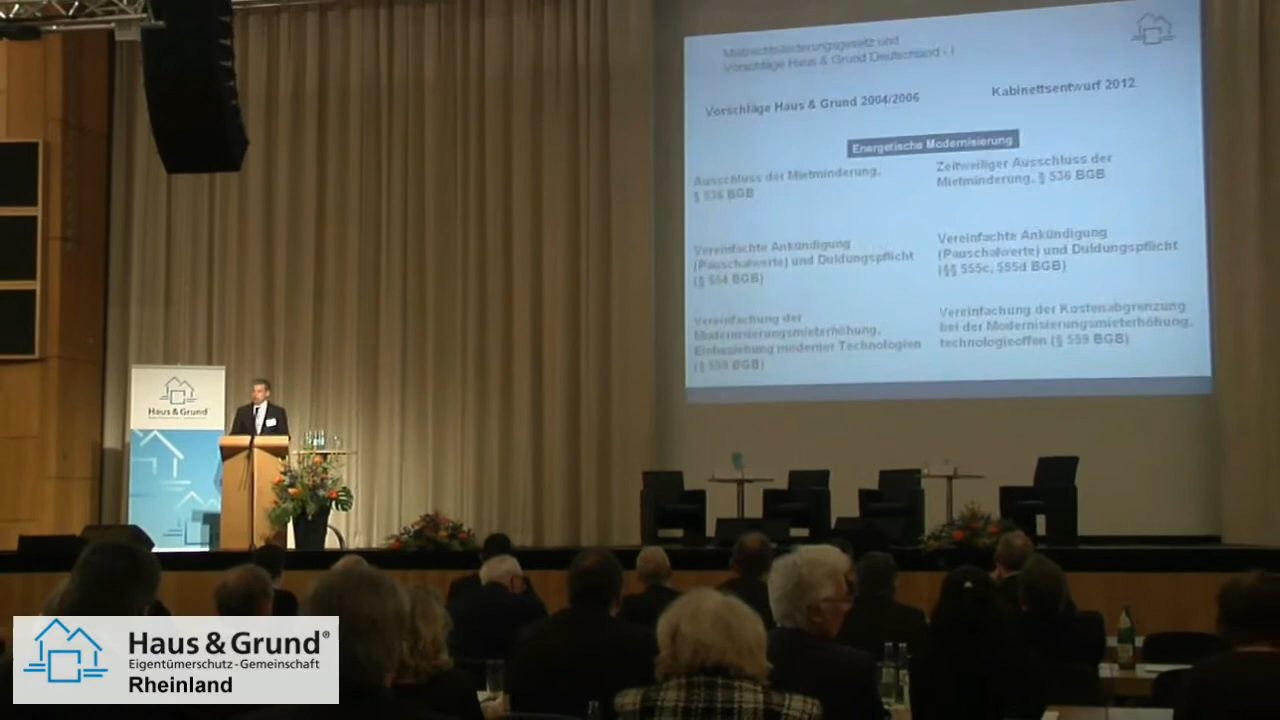 Mietrechtsänderungsgesetz und
Vorschläge Haus & Grund Deutschland - I
Vorschläge Haus & Grund 2004/2006
Kabinettsentwurf 2012
Energetische Modernisierung
Ausschluss der Mietminderung,
§ 536 BGB
Zeitweiliger Ausschluss der
Mietminderung, § 536 BGB
Vereinfachte Ankündigung
(Pauschalwerte) und Duldungspflicht
(§ 554 BGB)
Vereinfachte Ankündigung
(Pauschalwerte) und Duldungspflicht
(§§ 555c, 555d BGB)
Vereinfachung der
Modernisierungsmieterhöhung,
Einbeziehung moderner Technologien
(§ 559 BGB)
Vereinfachung der Kostenabgrenzung
bei der Modernisierungsmieterhöhung,
technologieoffen (§ 559 BGB)
Haus & Grund
Haus & Grund®
Eigentümerschutz-Gemeinschaft
Rheinland